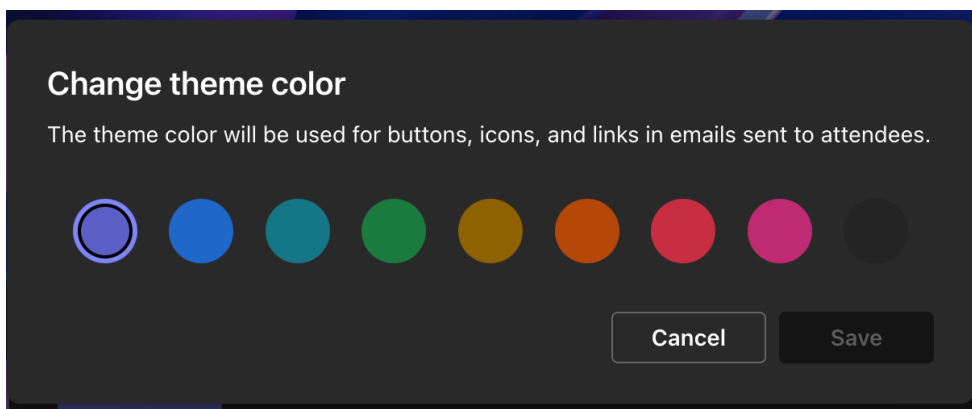 Change theme color
The theme color will be used for buttons, icons, and links in emails sent to attendees.
Cancel
Save